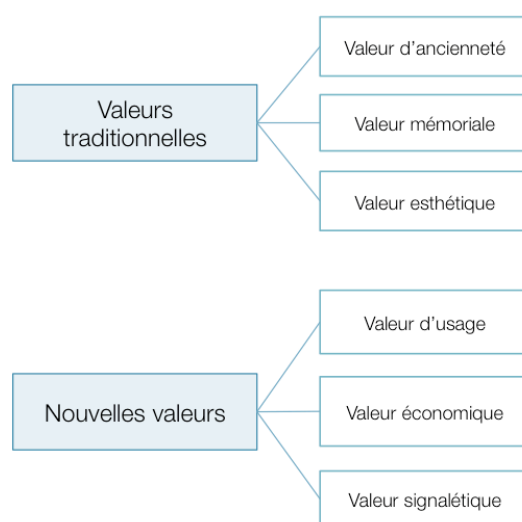 Valeurs
traditionnelles
Valeur d’ancienneté
Valeur mémoriale
Valeur esthétique
Nouvelles valeurs
Valeur d’usage
Valeur économique
Valeur signalétique